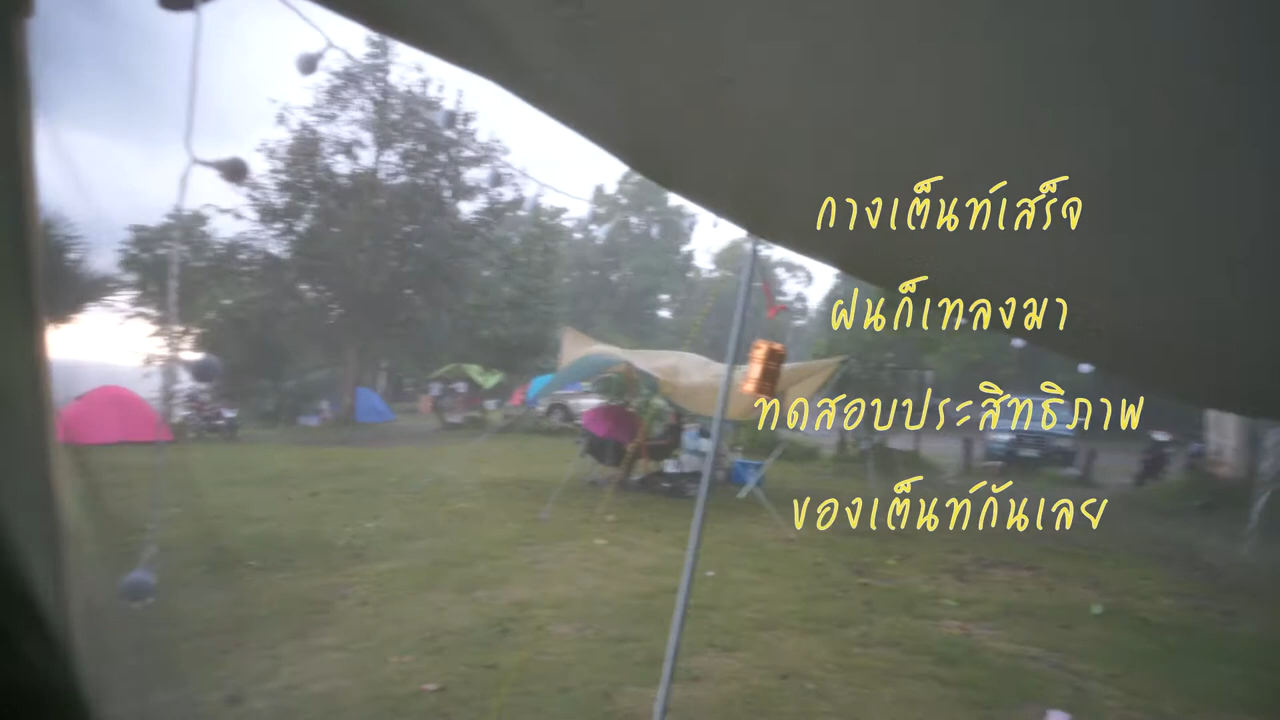 กางเต็นท์เสร็จ
ฝนก็เทลงมา
ทดสอบประสิทธิภาพ
ของเต็นท์กันเลย